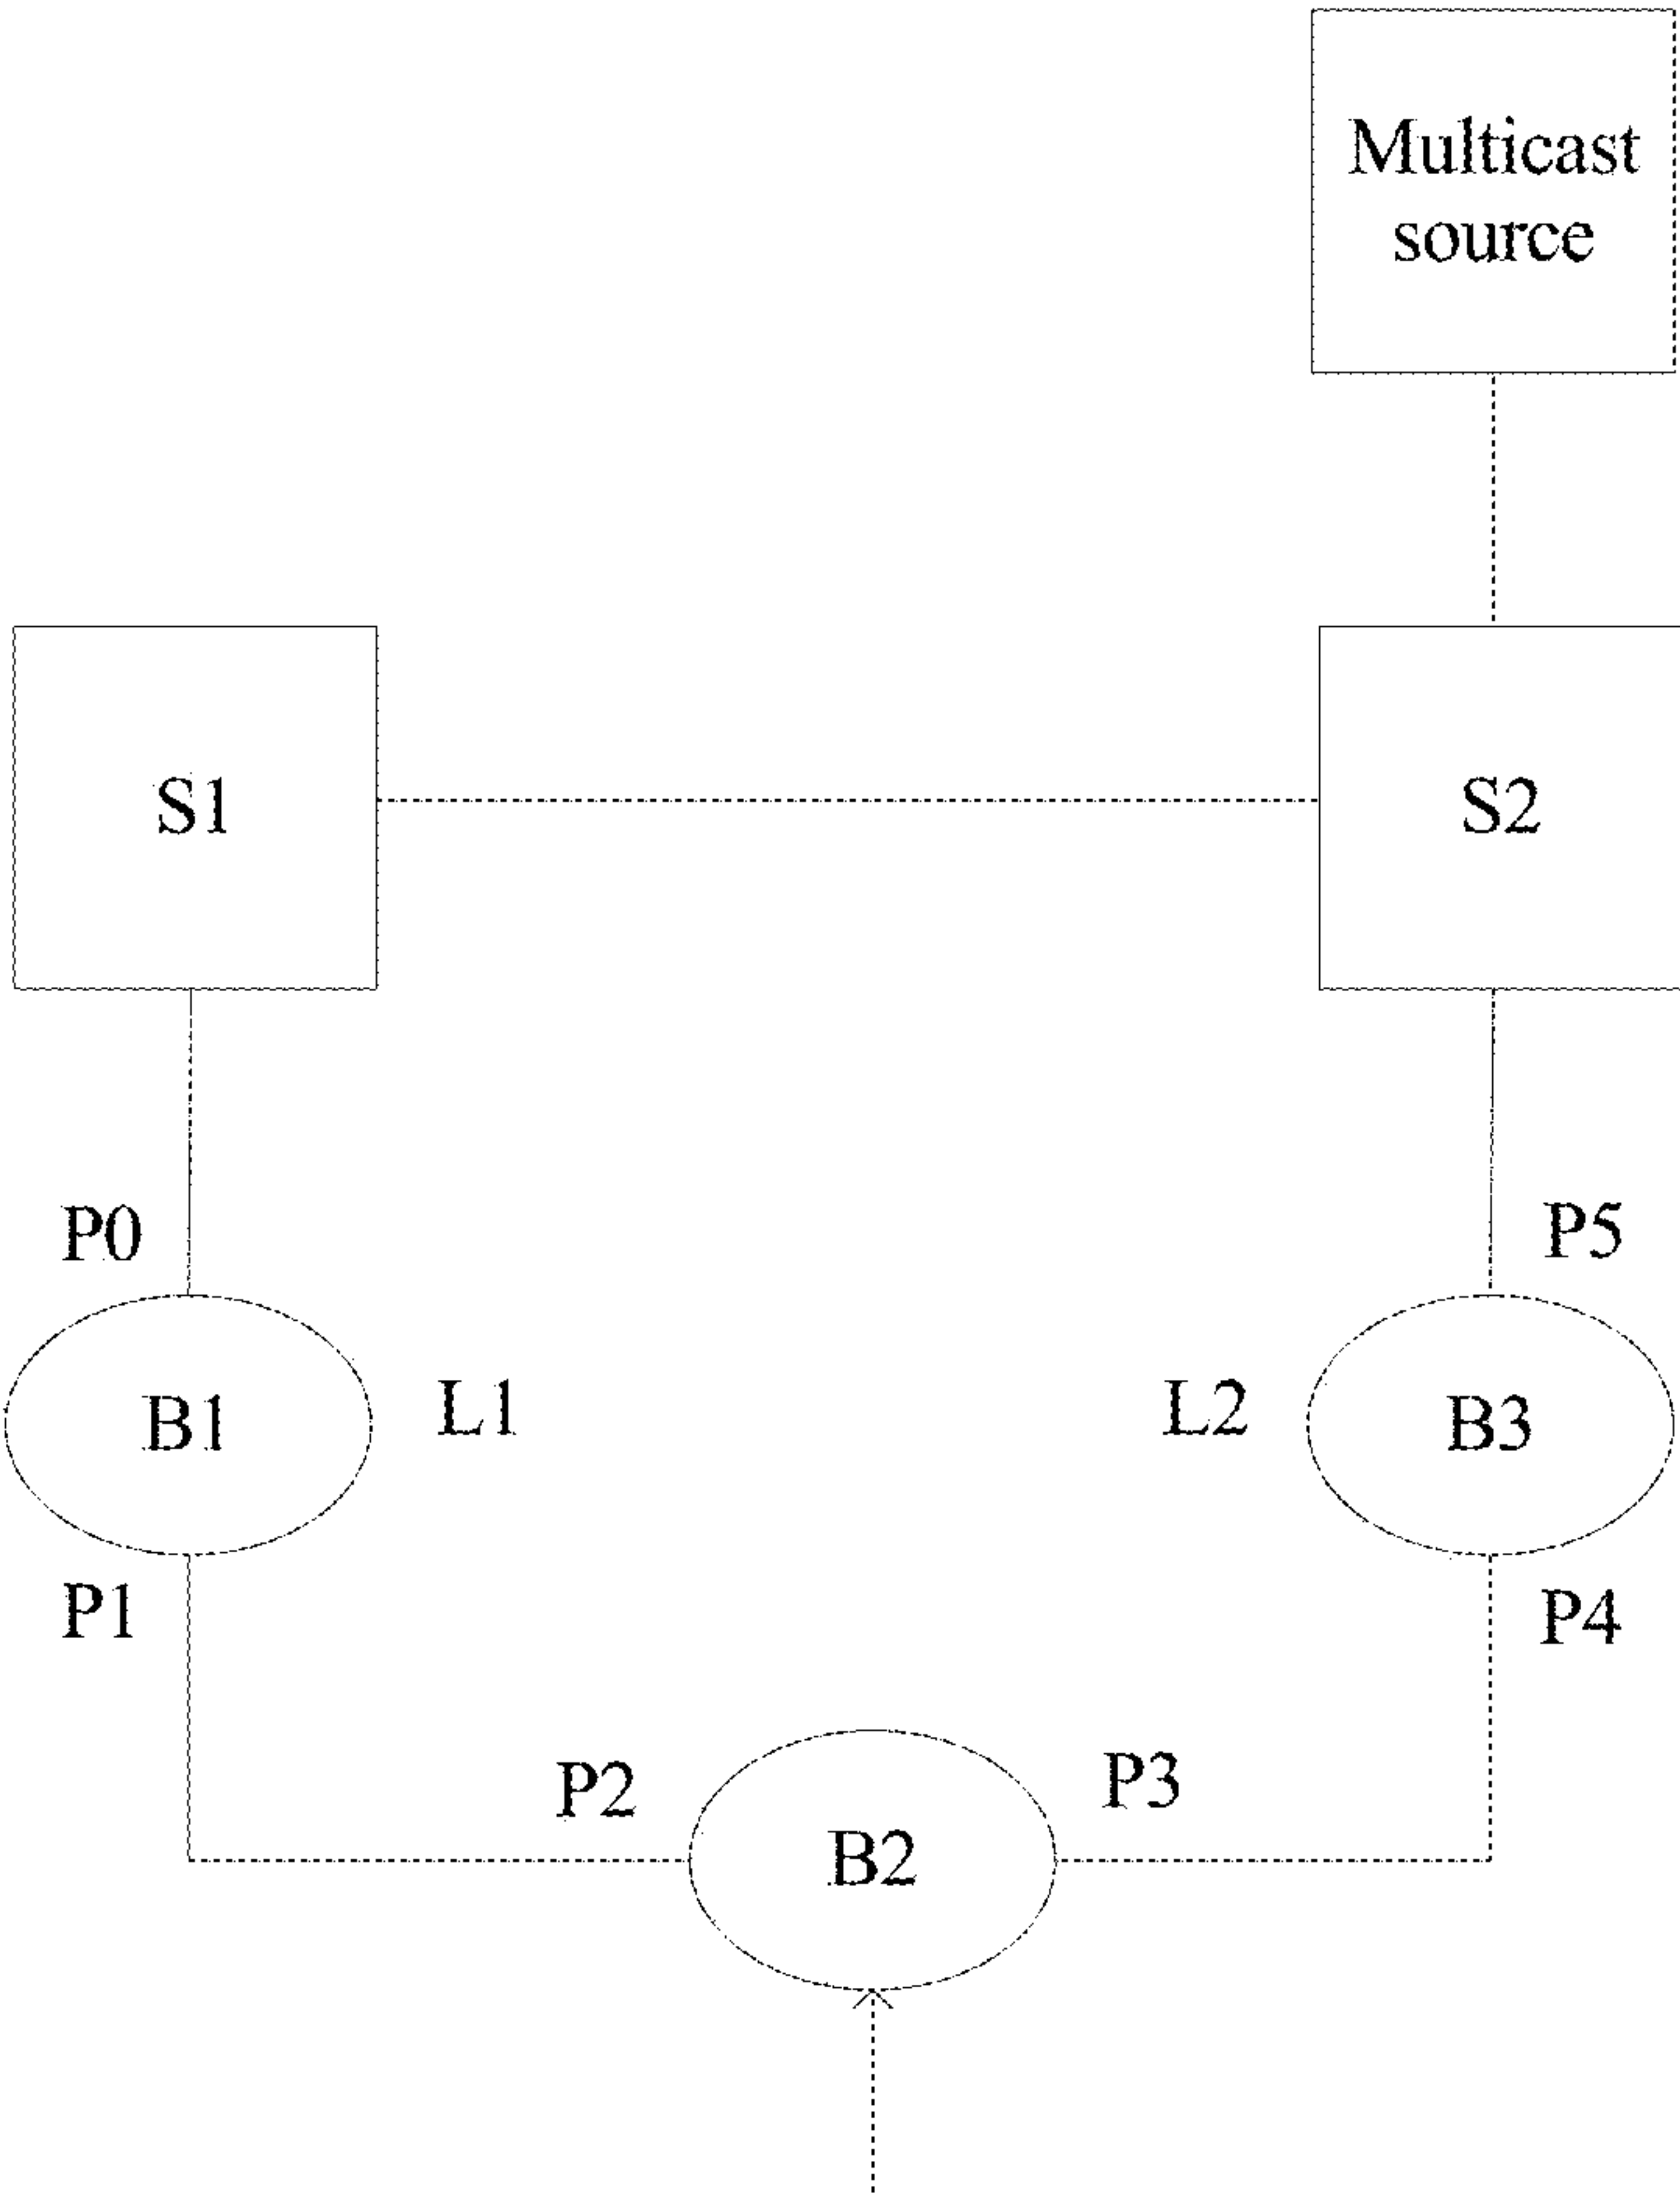 Multicast
source
S1
S2
P0
P5
B1
L1
L2
B3
P1
P4
P2
P3
B2